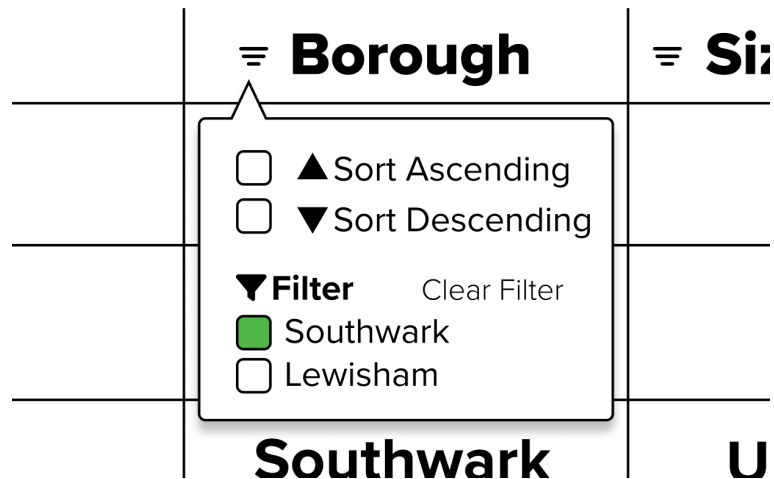 Borough
▲Sort Ascending
▼Sort Descending
Filter Clear Filter
Southwark
Lewisham
Southwark